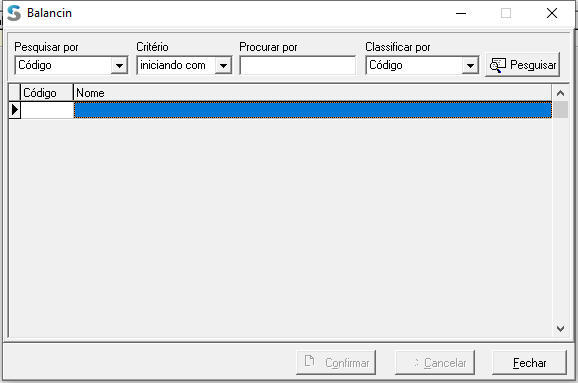 Balancin
Pesquisar por Critério Procurar por Classificar por
Código iniciando com Código Pesquisar
Código Nome
Confirmar Cancelar Fechar